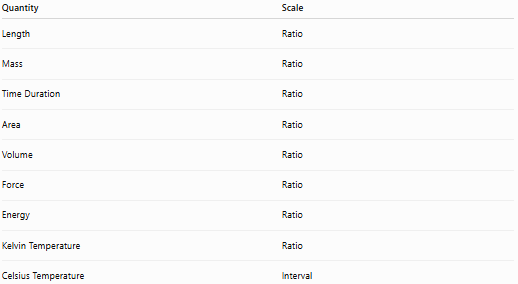 Quantity Scale
Length Ratio
Mass Ratio
Time Duration Ratio
Area Ratio
Volume Ratio
Force Ratio
Energy Ratio
Kelvin Temperature Ratio
Celsius Temperature Interval